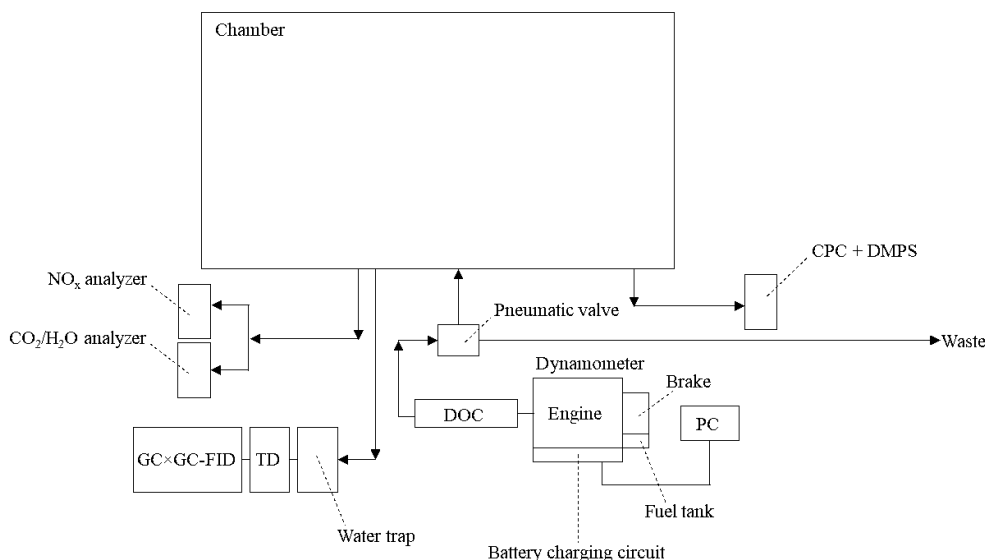 Chamber
CPC + DMPS
NOₓ analyzer
Pneumatic valve
CO₂/H₂O analyzer
Waste
Dynamometer
Brake
DOC
Engine
PC
GC×GC-FID
TD
Fuel tank
Water trap
Battery charging circuit